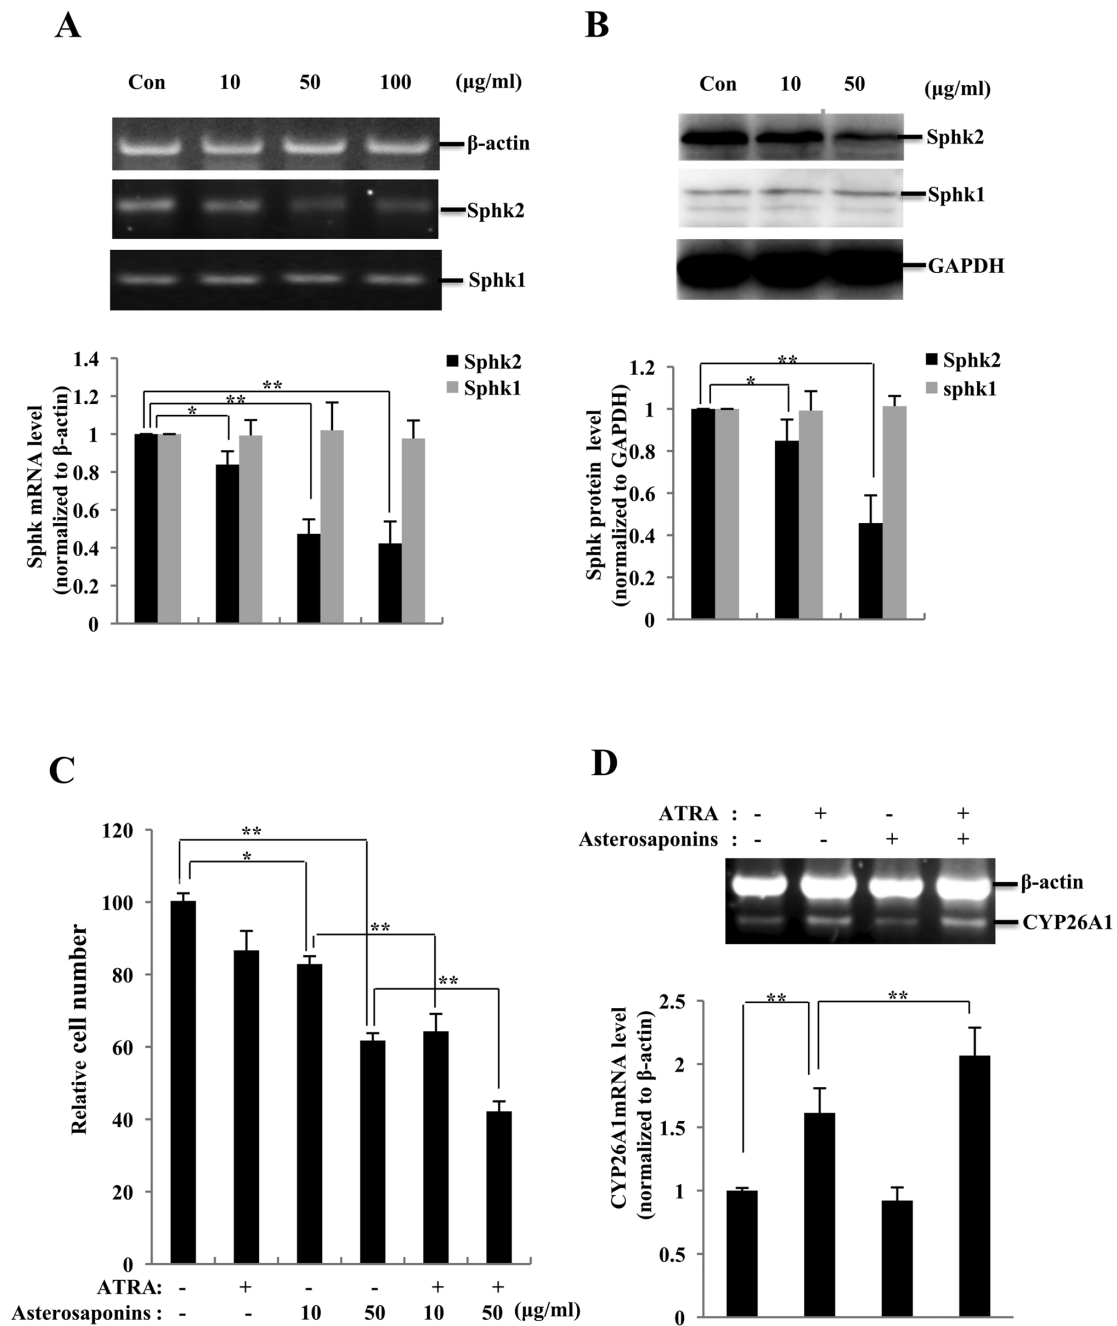 A
Con 10 50 100 (μg/ml)
β-actin
Sphk2
Sphk1
1.4
1.2
1
0.8
0.6
0.4
0.2
0
Sphk mRNA level
(normalized to β-actin)
Sphk2
Sphk1
**
**
*
B
Con 10 50 (μg/ml)
Sphk2
Sphk1
GAPDH
1.2
1
0.8
0.6
0.4
0.2
0
Sphk protein level
(normalized to GAPDH)
Sphk2
sphk1
**
*
C
120
100
80
60
40
20
0
Relative cell number
**
*
**
**
ATRA: - + - - + +
Asterosaponins : - - 10 50 10 50 (μg/ml)
D
ATRA : - + - +
Asterosaponins : - - + +
β-actin
CYP26A1
2.5
2
1.5
1
0.5
0
CYP26A1mRNA level
(normalized to β-actin)
**
**